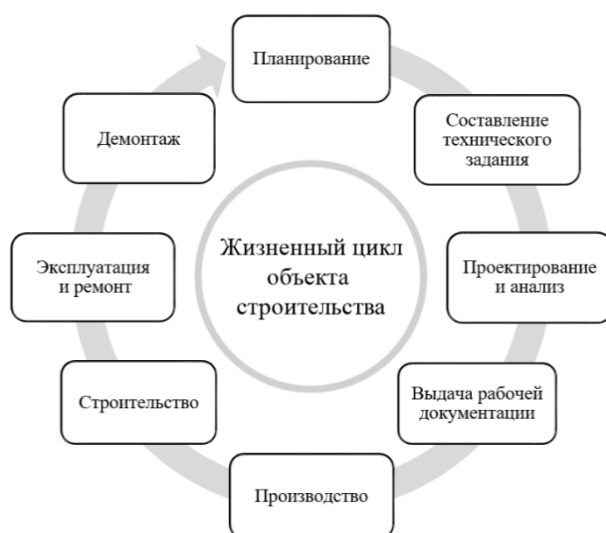 Планирование
Составление
технического
задания
Проектирование
и анализ
Выдача рабочей
документации
Производство
Строительство
Эксплуатация
и ремонт
Демонтаж
Жизненный цикл
объекта
строительства